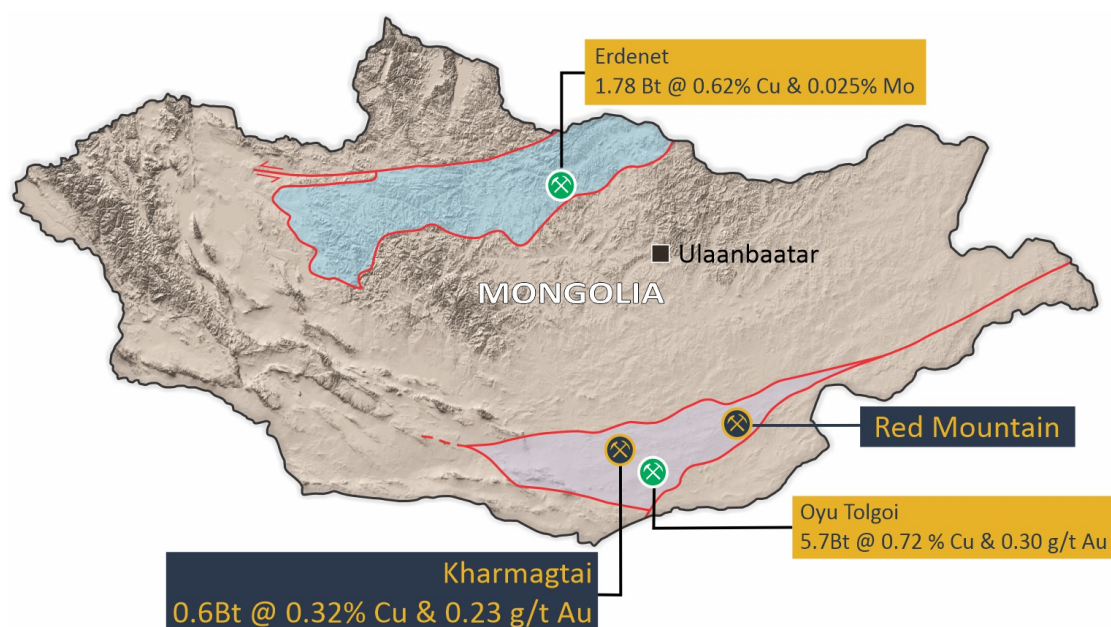 Erdenet
1.78 Bt @ 0.62% Cu & 0.025% Mo
Ulaanbaatar
MONGOLIA
Red Mountain
Oyu Tolgoi
5.7Bt @ 0.72 % Cu & 0.30 g/t Au
Kharmagtai
0.6Bt @ 0.32% Cu & 0.23 g/t Au